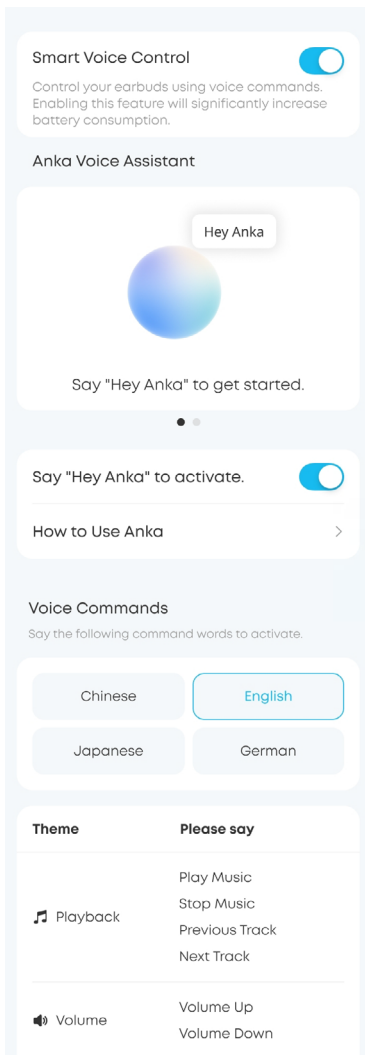 Smart Voice Control
Control your earbuds using voice commands.
Enabling this feature will significantly increase
battery consumption.
Anka Voice Assistant
Hey Anka
Say "Hey Anka" to get started.
Say "Hey Anka" to activate.
How to Use Anka
Voice Commands
Say the following command words to activate.
Chinese
English
Japanese
German
Theme
Please say
Playback
Play Music
Stop Music
Previous Track
Next Track
Volume
Volume Up
Volume Down